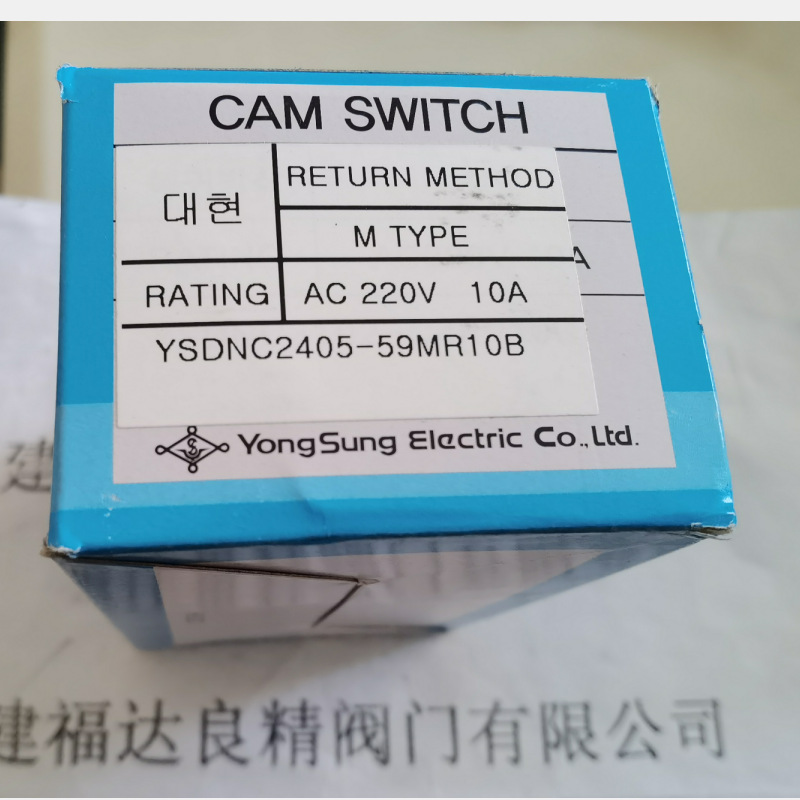 CAM SWITCH
대현
RETURN METHOD
M TYPE
A
RATING
AC 220V 10A
YSDNC2405-59MR10B
YongSung Electric Co.,Ltd.
建
建福达良精阀门有限公司